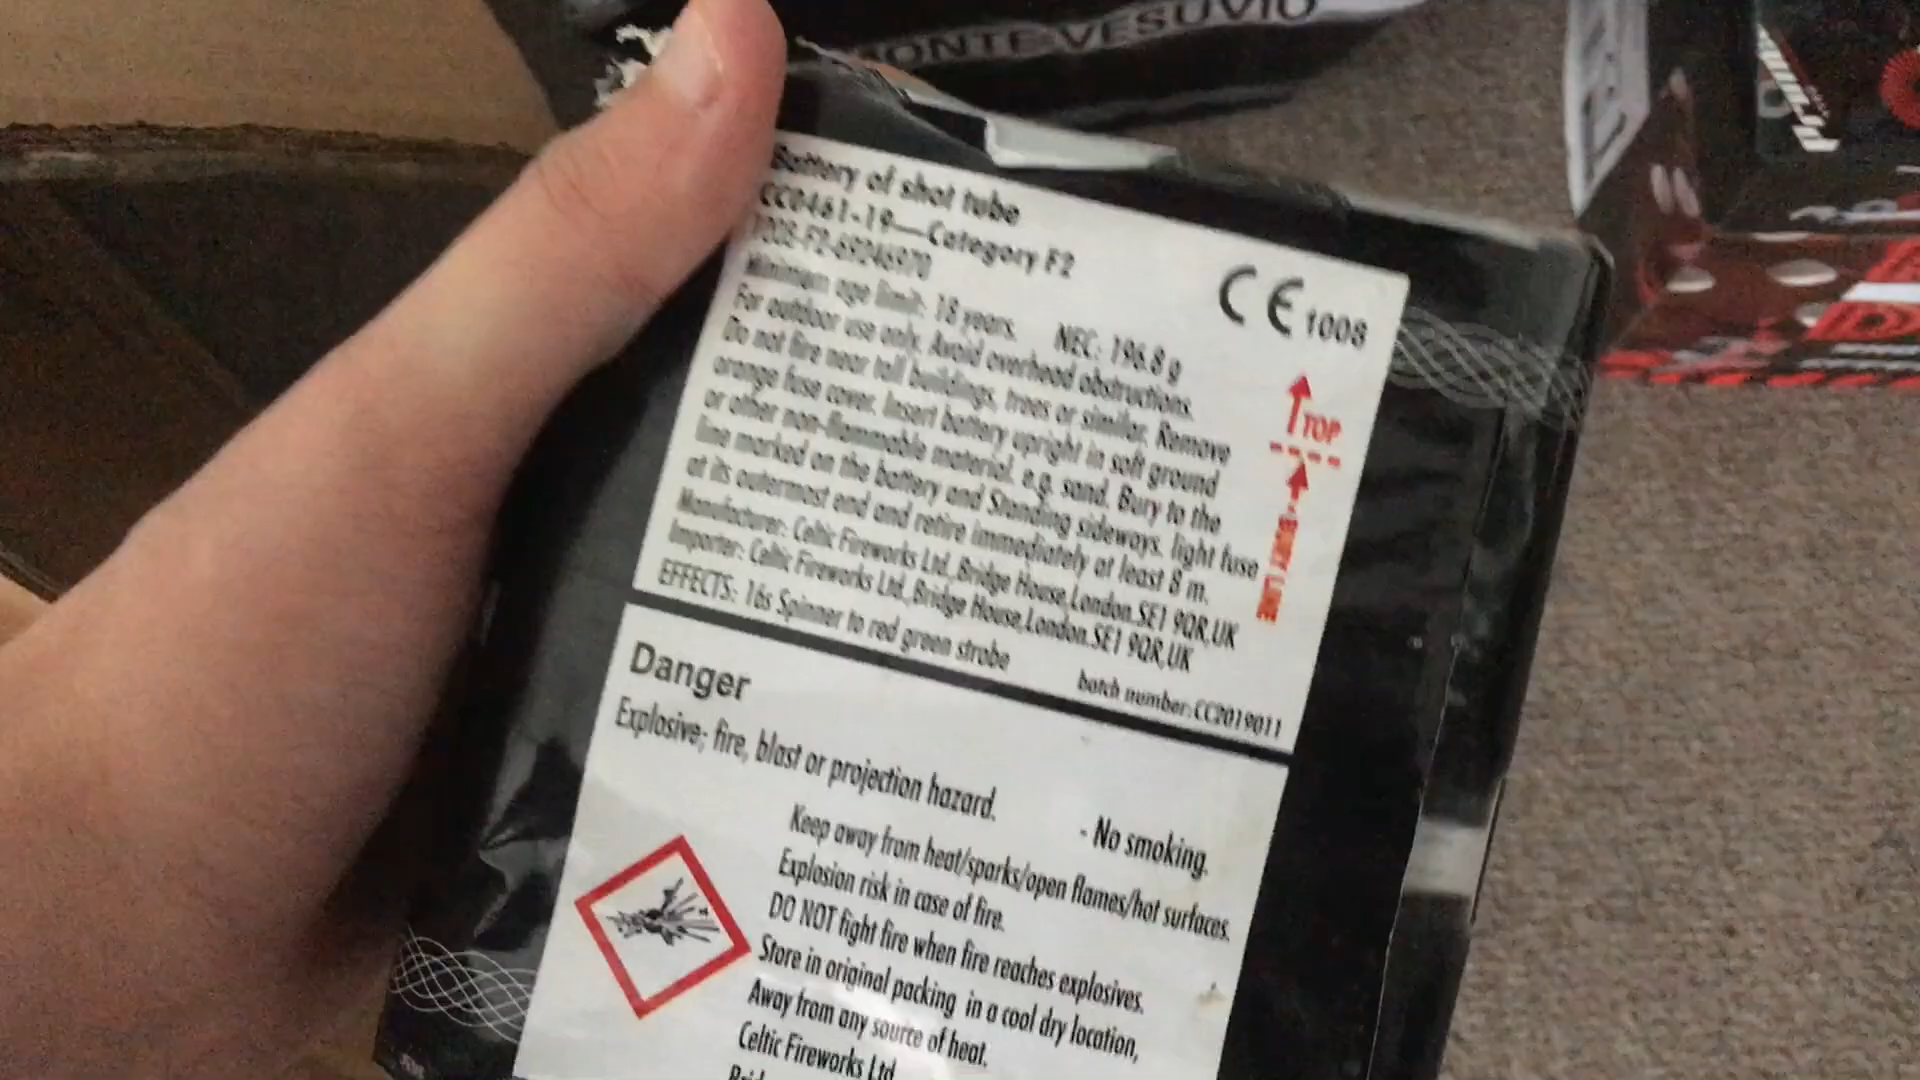 MONTE VESUVIO
Battery of shot tube
CC0461-19—Category F2
1008-F2-69246970
Minimum age limit: 18 years. NEC: 196.8 g
For outdoor use only. Avoid overhead obstructions.
Do not fire near tall buildings, trees or similar. Remove
orange fuse cover. Insert battery upright in soft ground
or other non-flammable material, e.g. sand. Bury to the
line marked on the battery and Standing sideways, light fuse
at its outermost end and retire immediately at least 8 m.
Manufacturer: Celtic Fireworks Ltd.,Bridge House,London.SE1 9QR,UK
Importer: Celtic Fireworks Ltd.,Bridge House,London.SE1 9QR,UK
EFFECTS: 16s Spinner to red green strobe
batch number:CC2019011
CE 1008
TOP
BURY LINE
Danger
Explosive; fire, blast or projection hazard.
- No smoking.
Keep away from heat/sparks/open flames/hot surfaces.
Explosion risk in case of fire.
DO NOT fight fire when fire reaches explosives.
Store in original packing in a cool dry location,
Away from any source of heat.
Celtic Fireworks Ltd